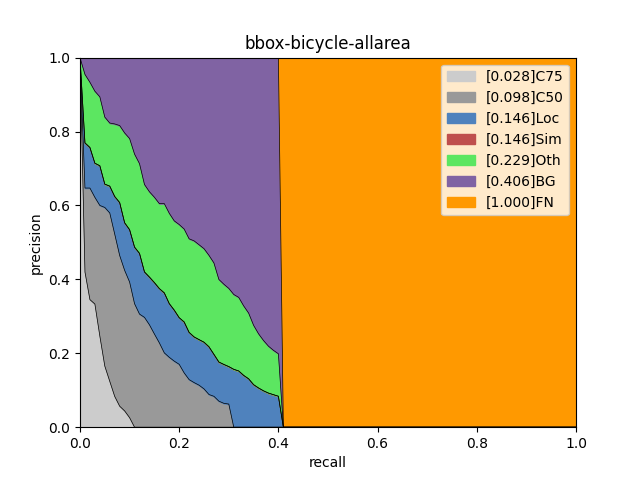 bbox-bicycle-allarea
precision
1.0
0.8
0.6
0.4
0.2
0.0
[0.028]C75
[0.098]C50
[0.146]Loc
[0.146]Sim
[0.229]Oth
[0.406]BG
[1.000]FN
0.0 0.2 0.4 0.6 0.8 1.0
recall